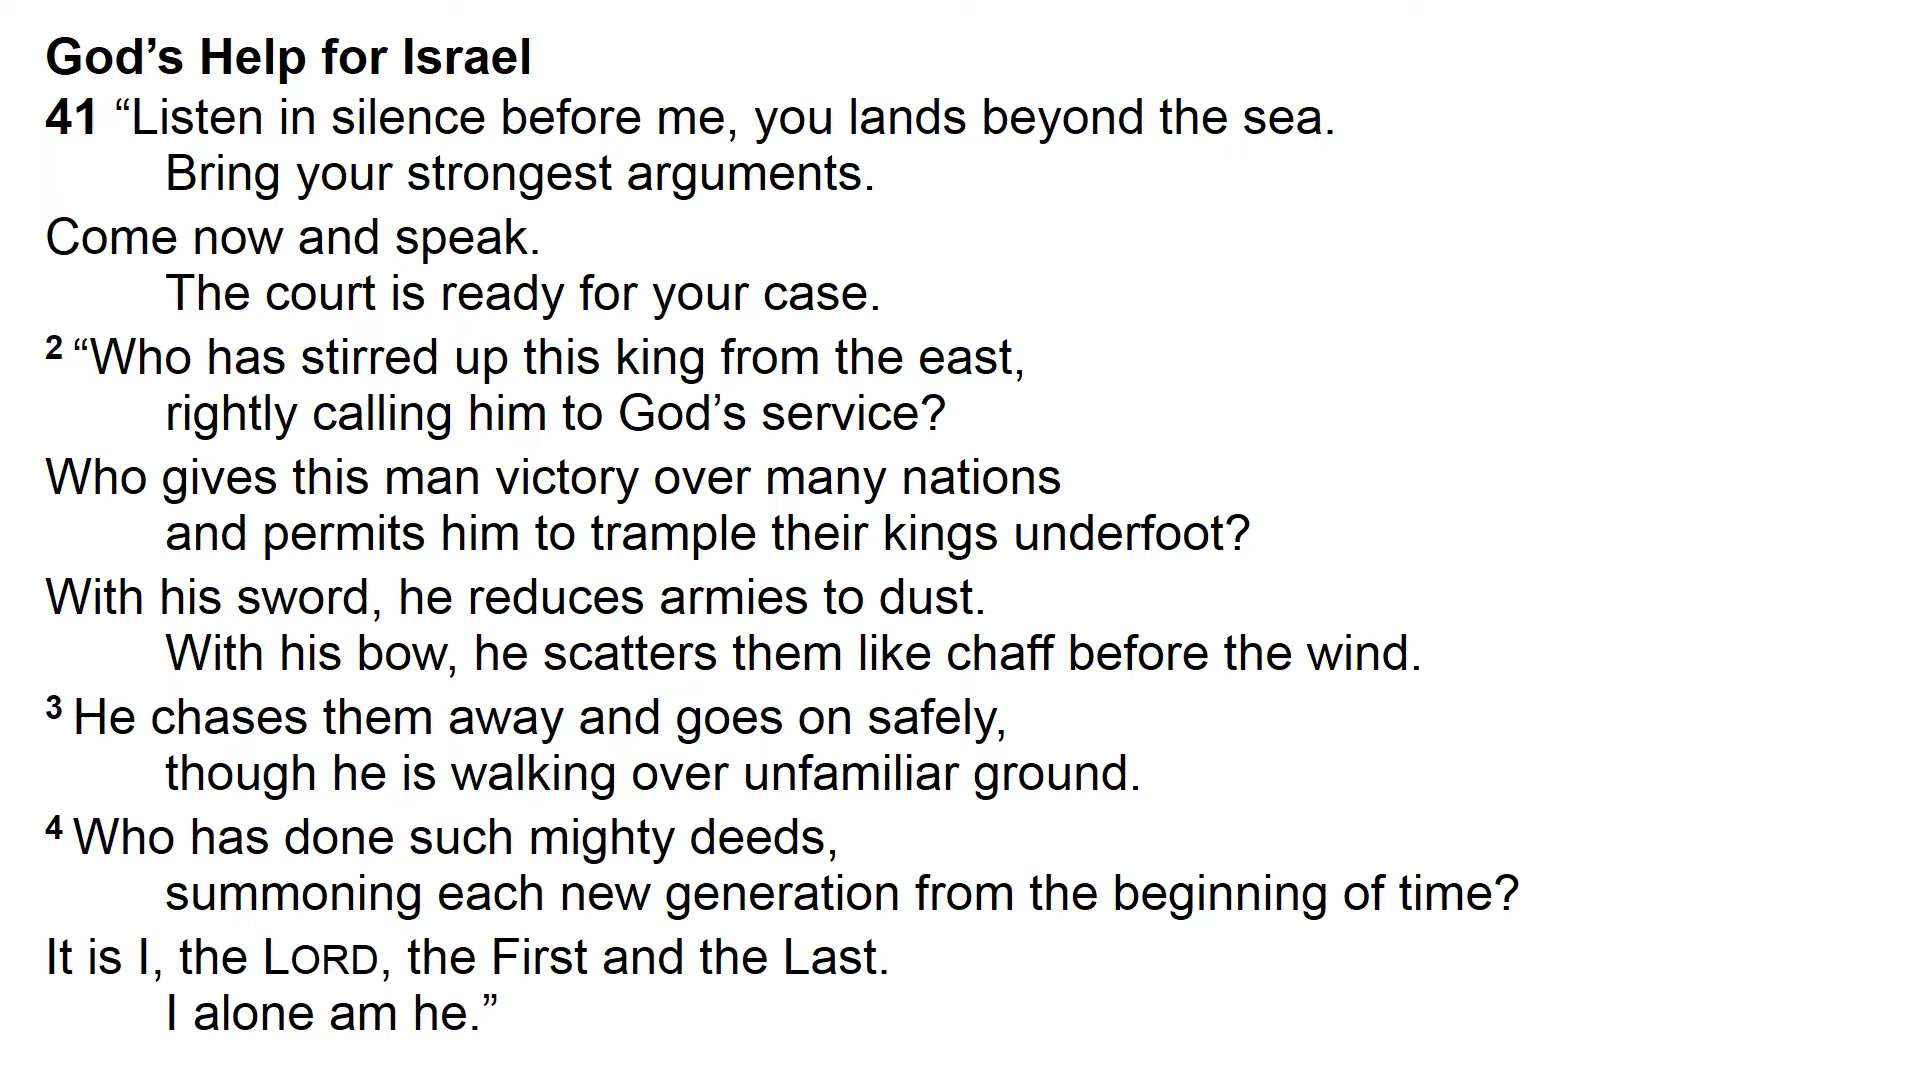 God’s Help for Israel
41 “Listen in silence before me, you lands beyond the sea.
Bring your strongest arguments.
Come now and speak.
The court is ready for your case.
2 “Who has stirred up this king from the east,
rightly calling him to God’s service?
Who gives this man victory over many nations
and permits him to trample their kings underfoot?
With his sword, he reduces armies to dust.
With his bow, he scatters them like chaff before the wind.
3 He chases them away and goes on safely,
though he is walking over unfamiliar ground.
4 Who has done such mighty deeds,
summoning each new generation from the beginning of time?
It is I, the LORD, the First and the Last.
I alone am he.”